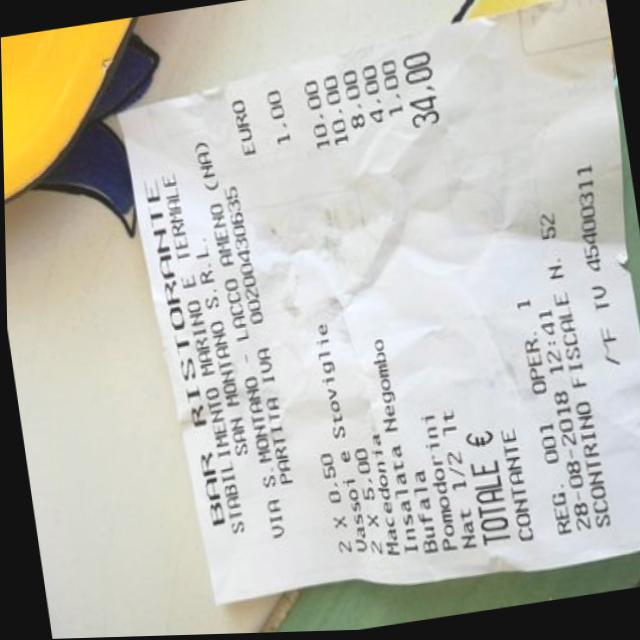 BAR RISTORANTE
STABILIMENTO MARINO E TERMALE
SAN MONTANO S.R.L.
VIA S.MONTANO - LACCO AMENO (NA)
PARTITA IVA 00200430635
EURO
2 X 0,50
Vassoi e Stoviglie 1.00
2 X 5,00
Macedonia 10.00
Insalata Negombo 10.00
Bufala 8.00
Pomodorini 4.00
Nat 1/2 lt 1.00
TOTALE € 34,00
CONTANTE
REG. 001 OPER. 1
28-08-2018 12:41
SCONTRINO FISCALE N. 52
/F IU 45400311